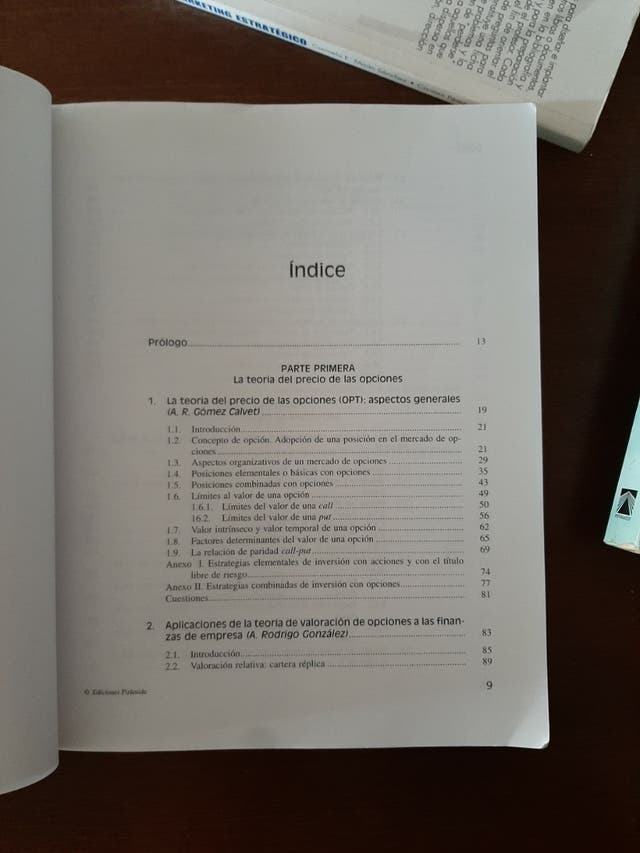 MARKETING ESTRATÉGICO
Índice
Prólogo 13
PARTE PRIMERA
La teoría del precio de las opciones
1. La teoría del precio de las opciones (OPT): aspectos generales
(A. R. Gómez Calvet) 19
1.1. Introducción 21
1.2. Concepto de opción. Adopción de una posición en el mercado de op-
ciones 21
1.3. Aspectos organizativos de un mercado de opciones 29
1.4. Posiciones elementales o básicas con opciones 35
1.5. Posiciones combinadas con opciones 43
1.6. Límites al valor de una opción 49
1.6.1. Límites del valor de una call 50
16.2. Límites del valor de una put 56
1.7. Valor intrínseco y valor temporal de una opción 62
1.8. Factores determinantes del valor de una opción 65
1.9. La relación de paridad call-put 69
Anexo I. Estrategias elementales de inversión con acciones y con el título
libre de riesgo 74
Anexo II. Estrategias combinadas de inversión con opciones 77
Cuestiones 81
2. Aplicaciones de la teoría de valoración de opciones a las finan-
zas de empresa (A. Rodrigo González) 83
2.1. Introducción 85
2.2. Valoración relativa: cartera réplica 89
© Ediciones Pirámide
9